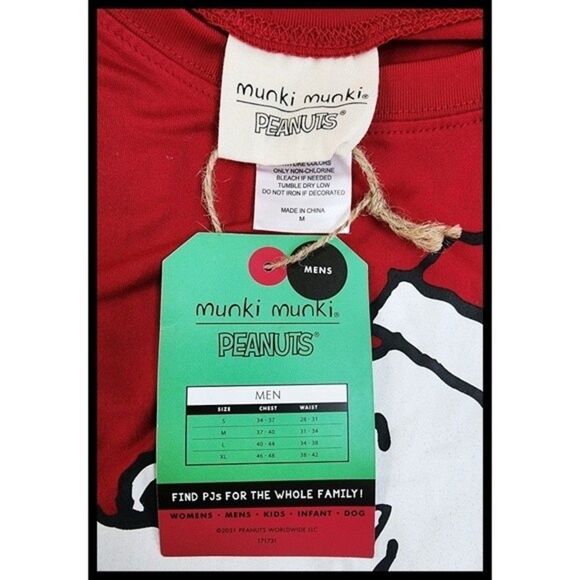 munki munki®
PEANUTS®
WITH LIKE COLORS
ONLY NON-CHLORINE
BLEACH IF NEEDED
TUMBLE DRY LOW
DO NOT IRON IF DECORATED
MADE IN CHINA
M
MENS
munki munki®
PEANUTS®
MEN
SIZE CHEST WAIST
S 34 - 37 28 - 31
M 37 - 40 31 - 34
L 40 - 44 34 - 38
XL 46 - 48 38 - 42
FIND PJs FOR THE WHOLE FAMILY!
WOMENS • MENS • KIDS • INFANT • DOG
©2021 PEANUTS WORLDWIDE LLC
171731